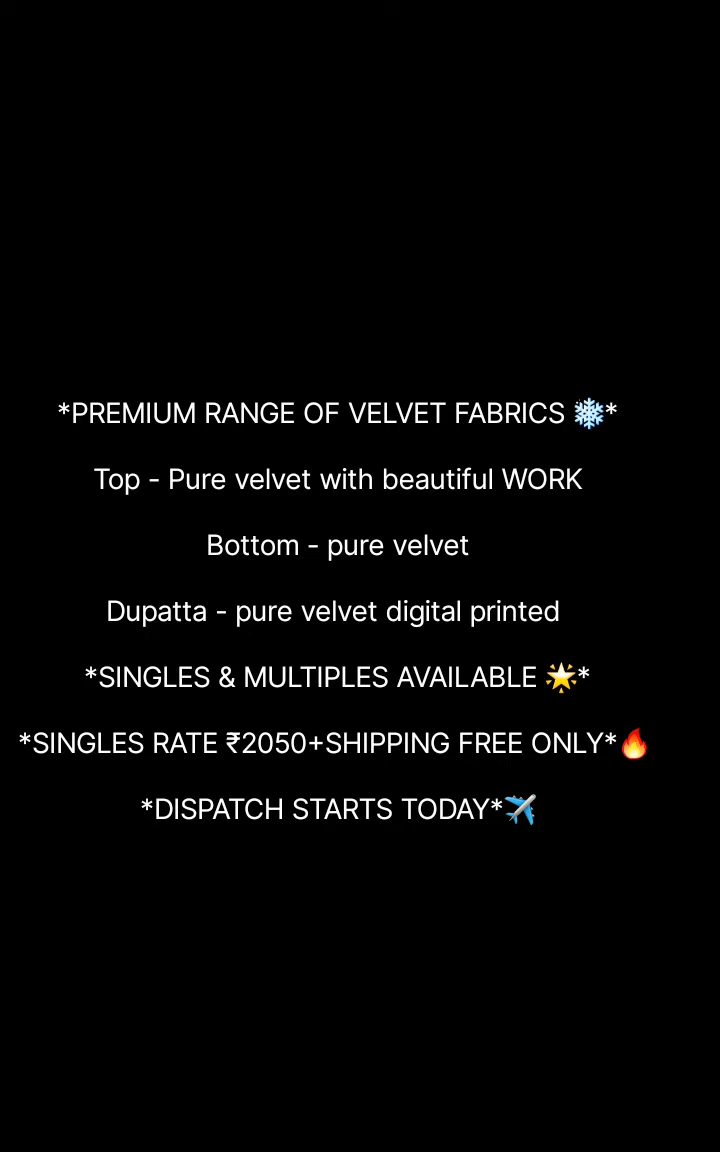 *PREMIUM RANGE OF VELVET FABRICS ❄️*
Top - Pure velvet with beautiful WORK
Bottom - pure velvet
Dupatta - pure velvet digital printed
*SINGLES & MULTIPLES AVAILABLE 🌟*
*SINGLES RATE ₹2050+SHIPPING FREE ONLY*🔥
*DISPATCH STARTS TODAY*✈️